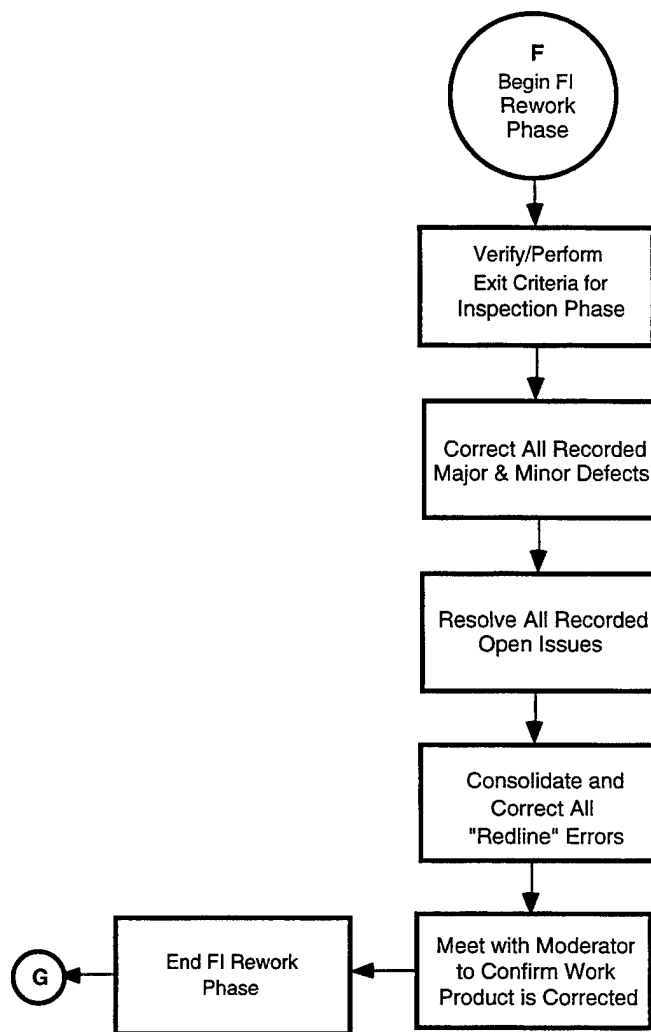 F
Begin FI
Rework
Phase
Verify/Perform
Exit Criteria for
Inspection Phase
Correct All Recorded
Major & Minor Defects
Resolve All Recorded
Open Issues
Consolidate and
Correct All
"Redline" Errors
Meet with Moderator
to Confirm Work
Product is Corrected
End FI Rework
Phase
G